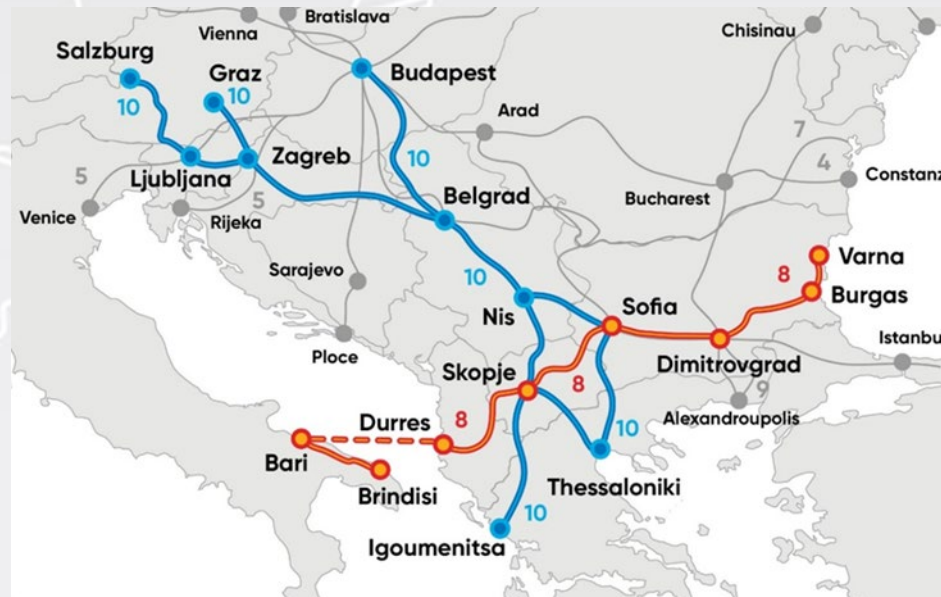 Bratislava
Vienna
Chisinau
Salzburg
Graz
Budapest
10
10
Arad
7
10
4
Zagreb
Constanz
5
Ljubljana
5
Belgrad
Bucharest
Venice
Rijeka
Varna
Sarajevo
10
8
Burgas
Nis
Sofia
Istanbu
Ploce
Dimitrovgrad
Skopje
8
9
Durres
8
Alexandroupolis
10
Bari
Thessaloniki
Brindisi
10
Igoumenitsa